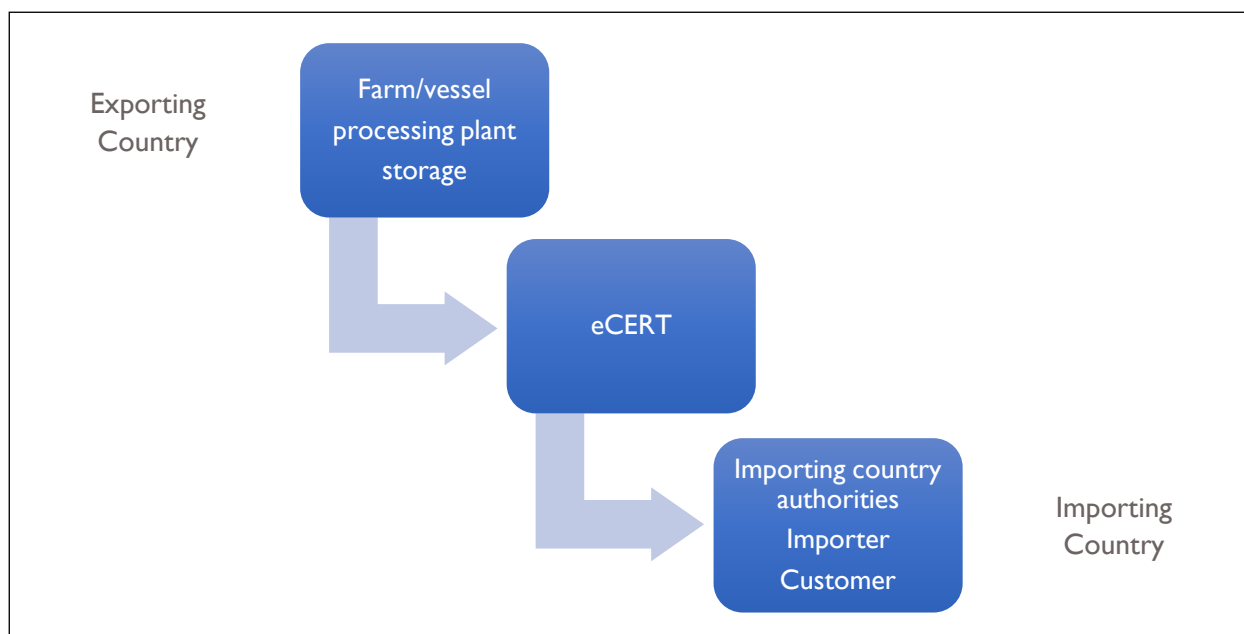 Exporting
Country
Farm/vessel
processing plant
storage
eCERT
Importing country
authorities
Importer
Customer
Importing
Country